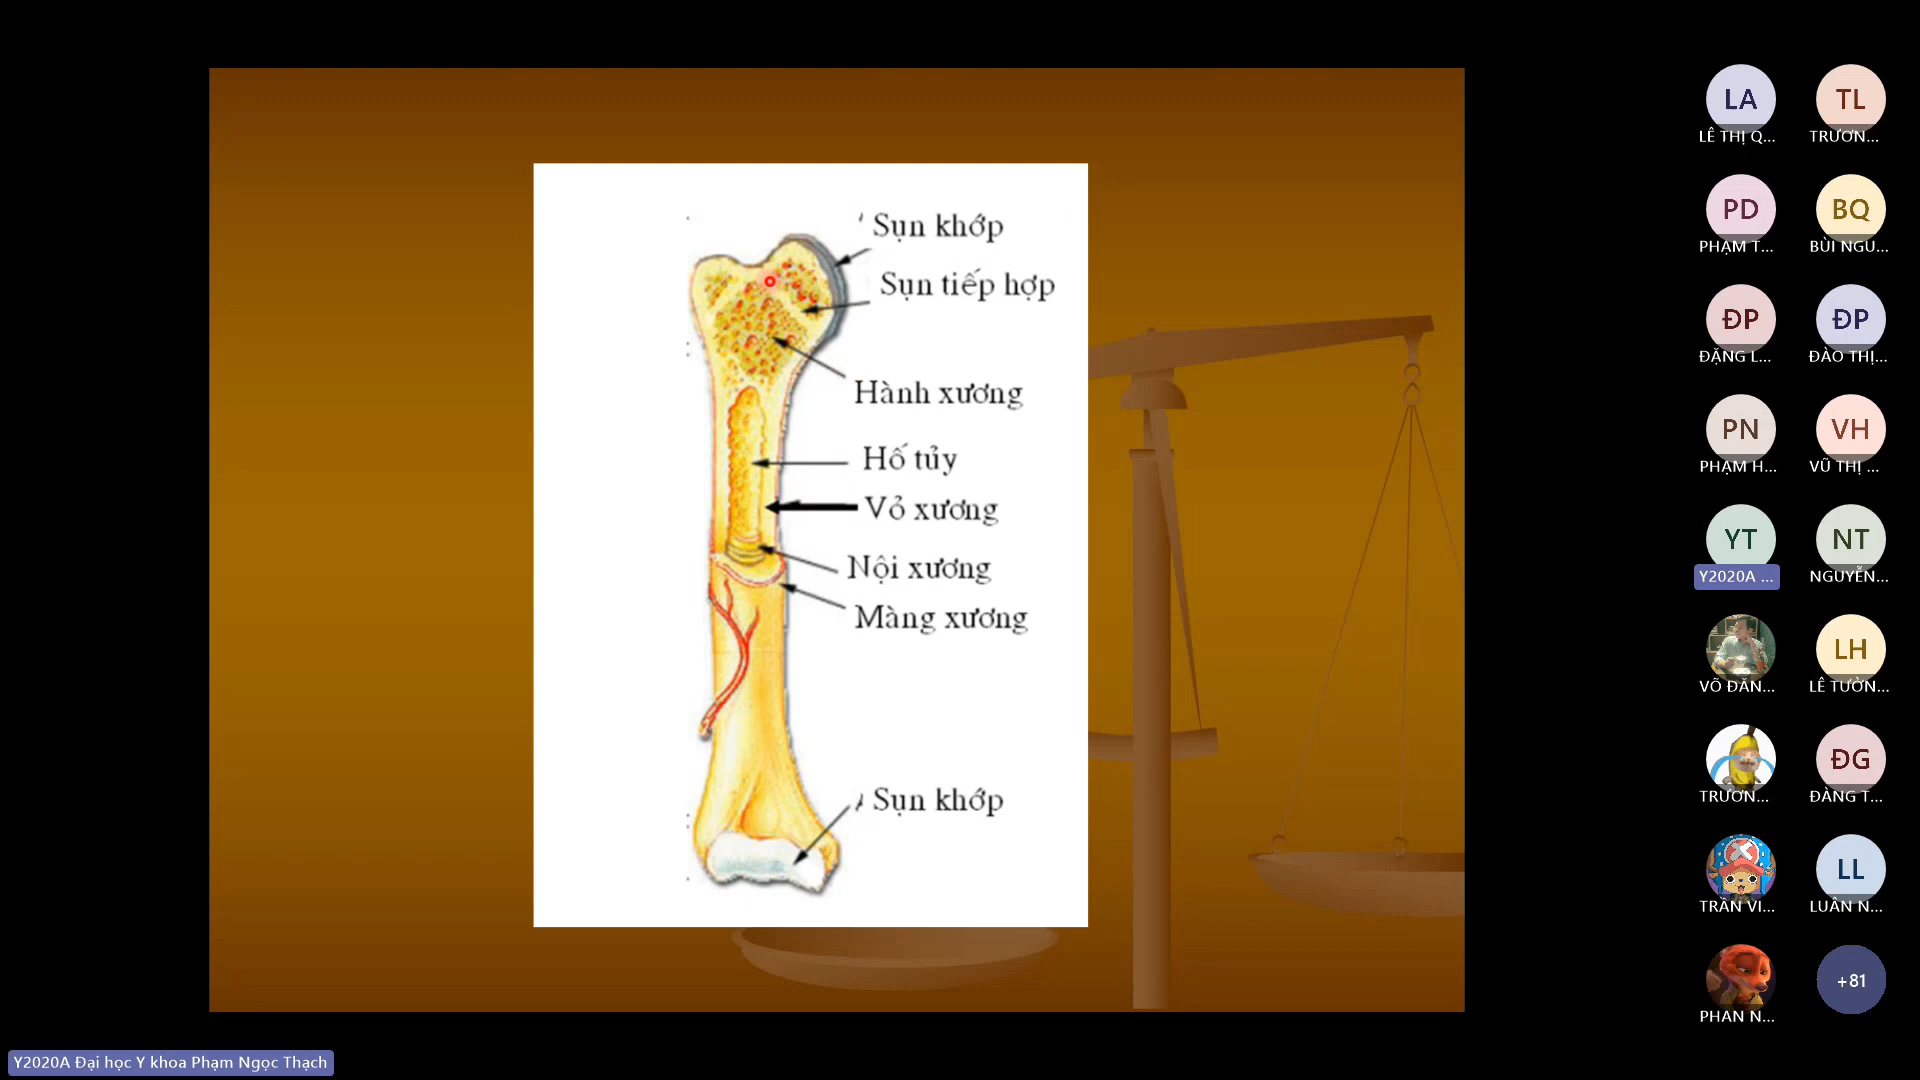 Sụn khớp
Sụn tiếp hợp
Hành xương
Hố tủy
Vỏ xương
Nội xương
Màng xương
Sụn khớp
LA
LÊ THỊ Q...
TL
TRƯƠN...
PD
PHẠM T...
BQ
BÙI NGU...
ĐP
ĐẶNG L...
ĐP
ĐÀO THỊ...
PN
PHẠM H...
VH
VŨ THỊ ...
YT
Y2020A ...
NT
NGUYỄN...
VÕ ĐĂN...
LH
LÊ TƯỜN...
TRƯƠN...
ĐG
ĐÀNG T...
TRẦN VI...
LL
LUÂN N...
PHAN N...
+81
Y2020A Đại học Y khoa Phạm Ngọc Thạch